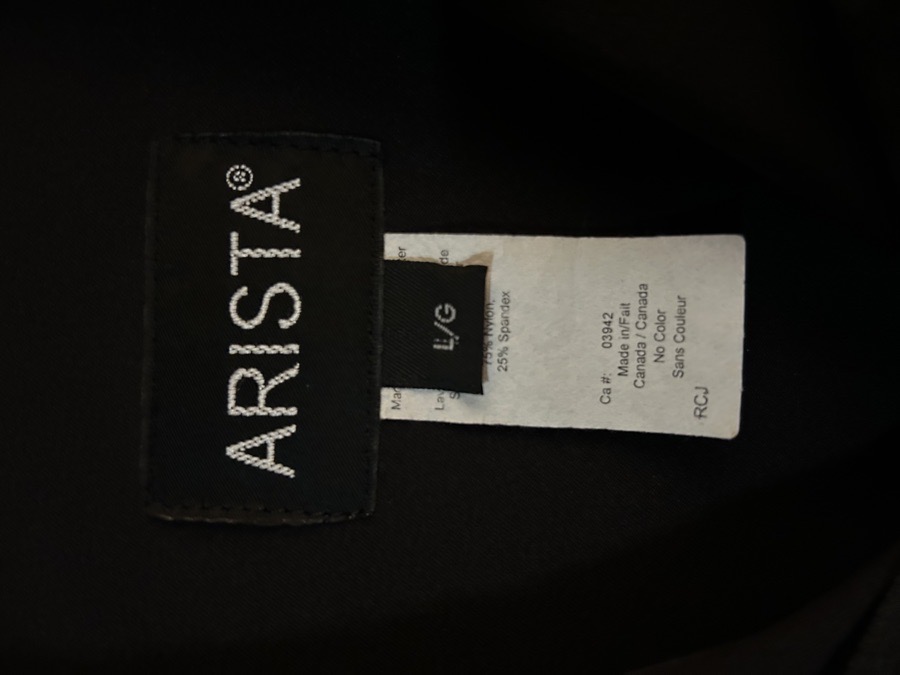 ARISTA®
L/G
75% Nylon,
25% Spandex
Ca #: 03942
Made in/Fait
Canada / Canada
No Color
Sans Couleur
RCJ